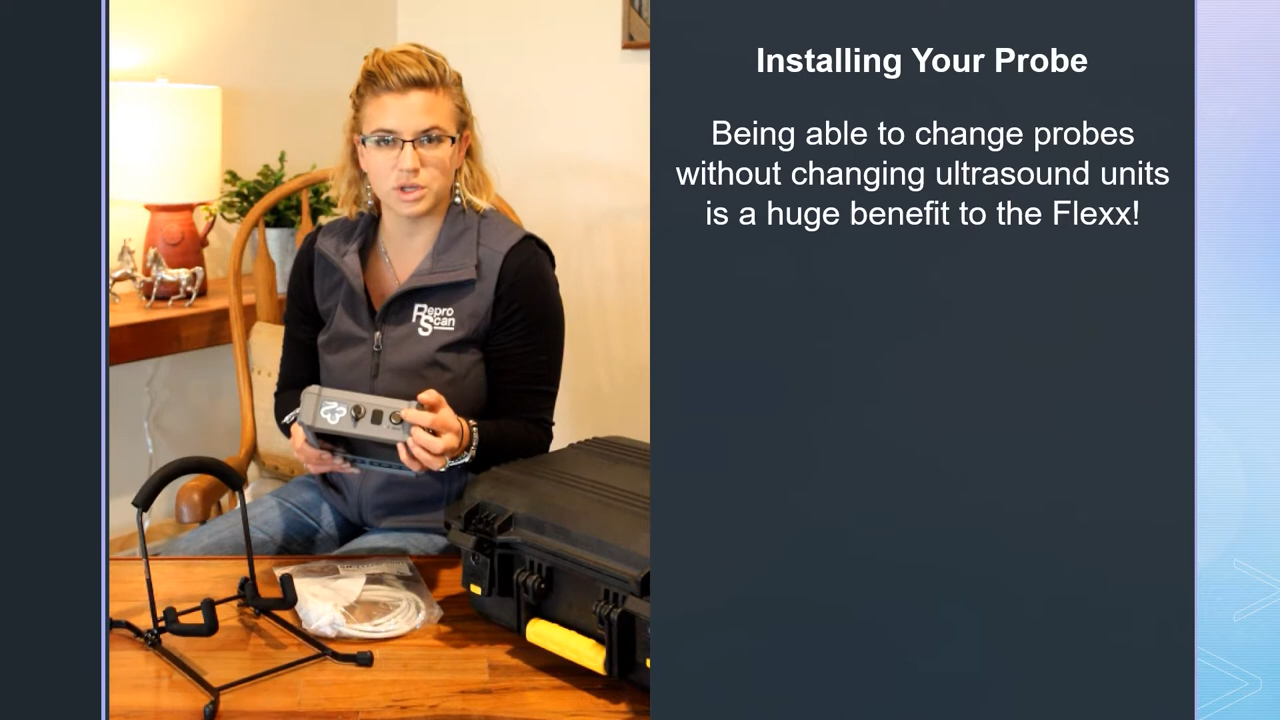 Installing Your Probe
Being able to change probes
without changing ultrasound units
is a huge benefit to the Flexx!
Repro
Scan